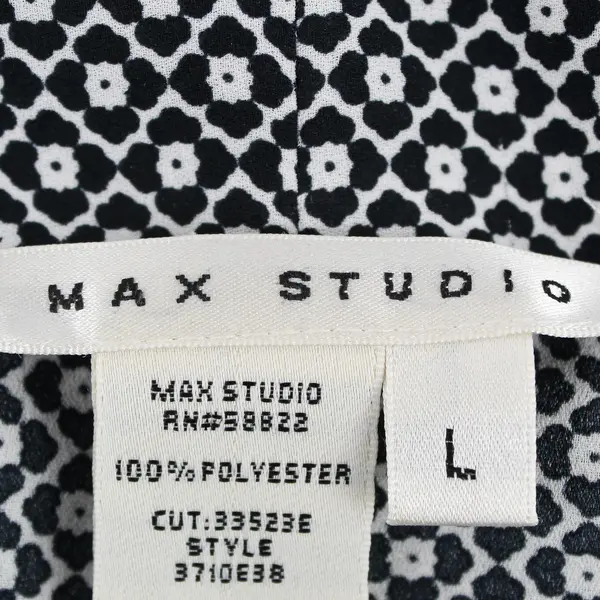 MAX STUDIO
MAX STUDIO
RN#58822
100% POLYESTER
L
CUT:33523E
STYLE
3710E38